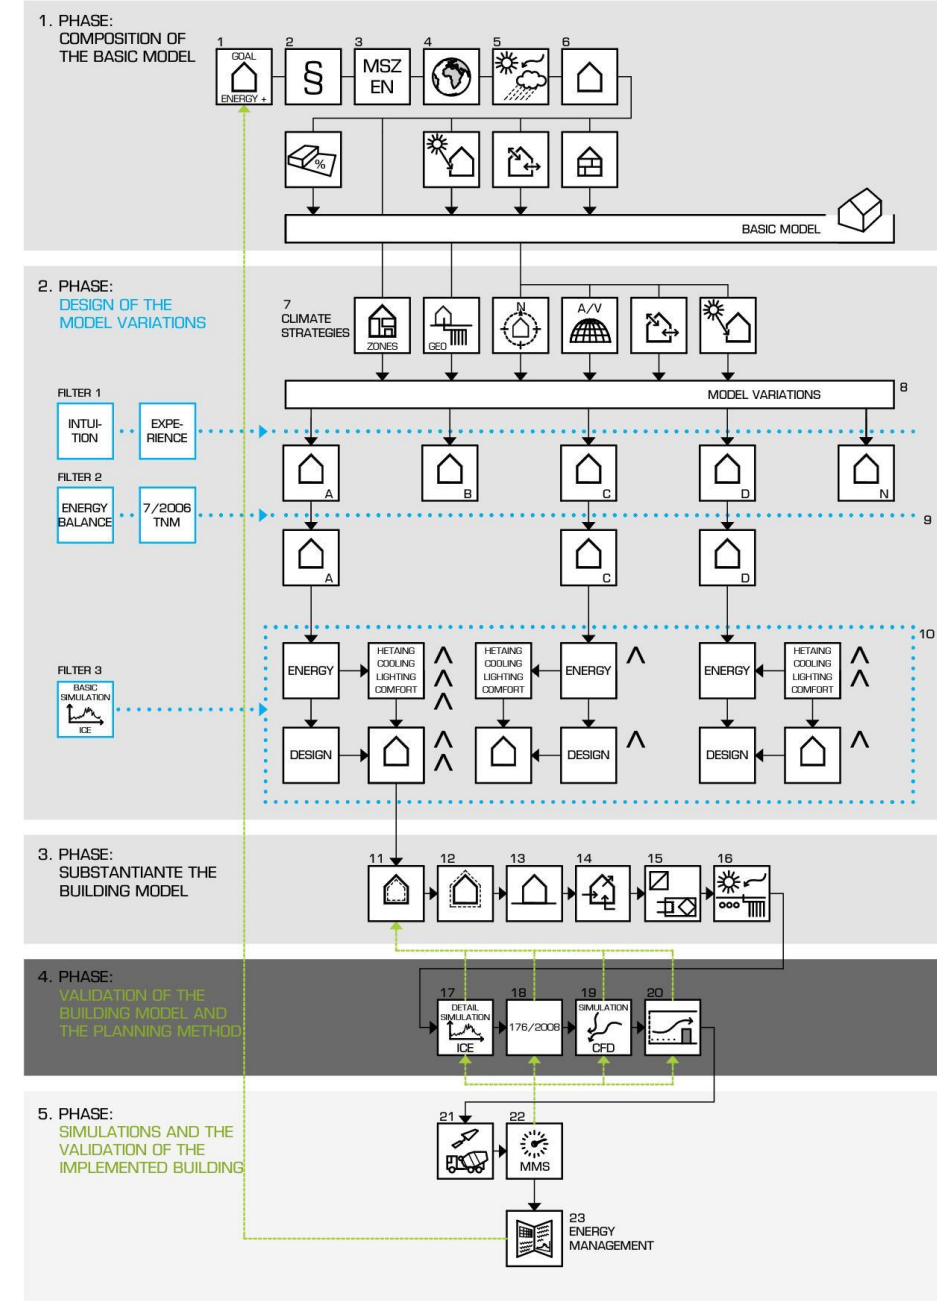 1. PHASE:
COMPOSITION OF
THE BASIC MODEL
1
GOAL
ENERGY +
2
§
3
MSZ
EN
4
5
6
%
BASIC MODEL
2. PHASE:
DESIGN OF THE
MODEL VARIATIONS
7
CLIMATE
STRATEGIES
ZONES
GEO
N
A/V
MODEL VARIATIONS
8
FILTER 1
INTUI-
TION
EXPE-
RIENCE
A
B
C
D
N
FILTER 2
ENERGY
BALANCE
7/2006
TNM
9
A
C
D
10
FILTER 3
BASIC
SIMULATION
ICE
ENERGY
HETAING
COOLING
LIGHTING
COMFORT
HETAING
COOLING
LIGHTING
COMFORT
ENERGY
ENERGY
HETAING
COOLING
LIGHTING
COMFORT
DESIGN
DESIGN
DESIGN
3. PHASE:
SUBSTANTIANTE THE
BUILDING MODEL
11
12
13
14
15
16
4. PHASE:
VALIDATION OF THE
BUILDING MODEL AND
THE PLANNING METHOD
17
DETAIL
SIMULATION
ICE
18
176/2008
19
SIMULATION
CFD
20
5. PHASE:
SIMULATIONS AND THE
VALIDATION OF THE
IMPLEMENTED BUILDING
21
22
MMS
23
ENERGY
MANAGEMENT